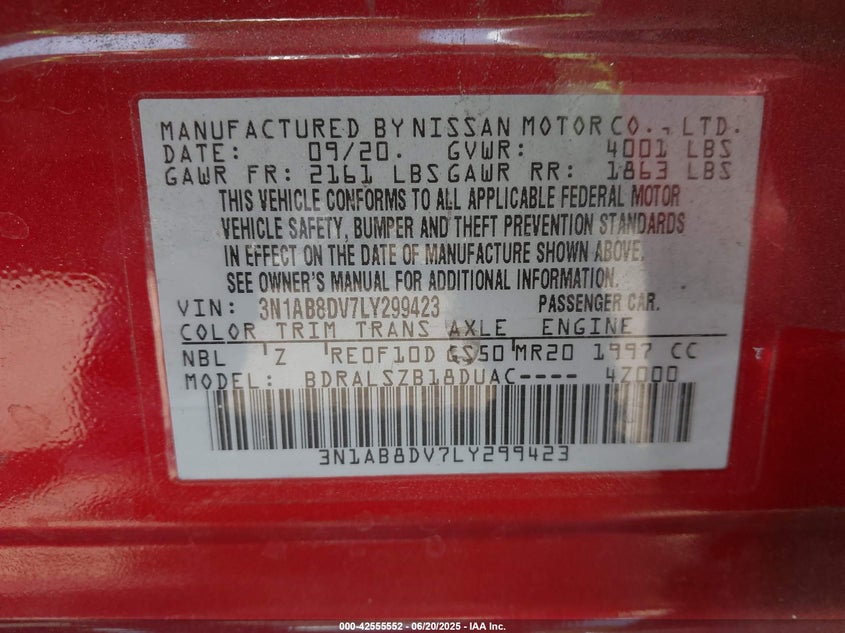 MANUFACTURED BY NISSAN MOTOR CO., LTD.
DATE: 09/20. GVWR: 4001 LBS
GAWR FR: 2161 LBS GAWR RR: 1863 LBS
THIS VEHICLE CONFORMS TO ALL APPLICABLE FEDERAL MOTOR
VEHICLE SAFETY, BUMPER AND THEFT PREVENTION STANDARDS
IN EFFECT ON THE DATE OF MANUFACTURE SHOWN ABOVE.
SEE OWNER'S MANUAL FOR ADDITIONAL INFORMATION.
VIN: 3N1AB8DV7LY299423 PASSENGER CAR.
COLOR TRIM TRANS AXLE ENGINE
NBL Z RE0F10D GS50 MR20 1997 CC
MODEL: BDRALSZB18DUAC---- 4Z000
3N1AB8DV7LY299423
000-42555552 | 06/20/2025 - IAA Inc.